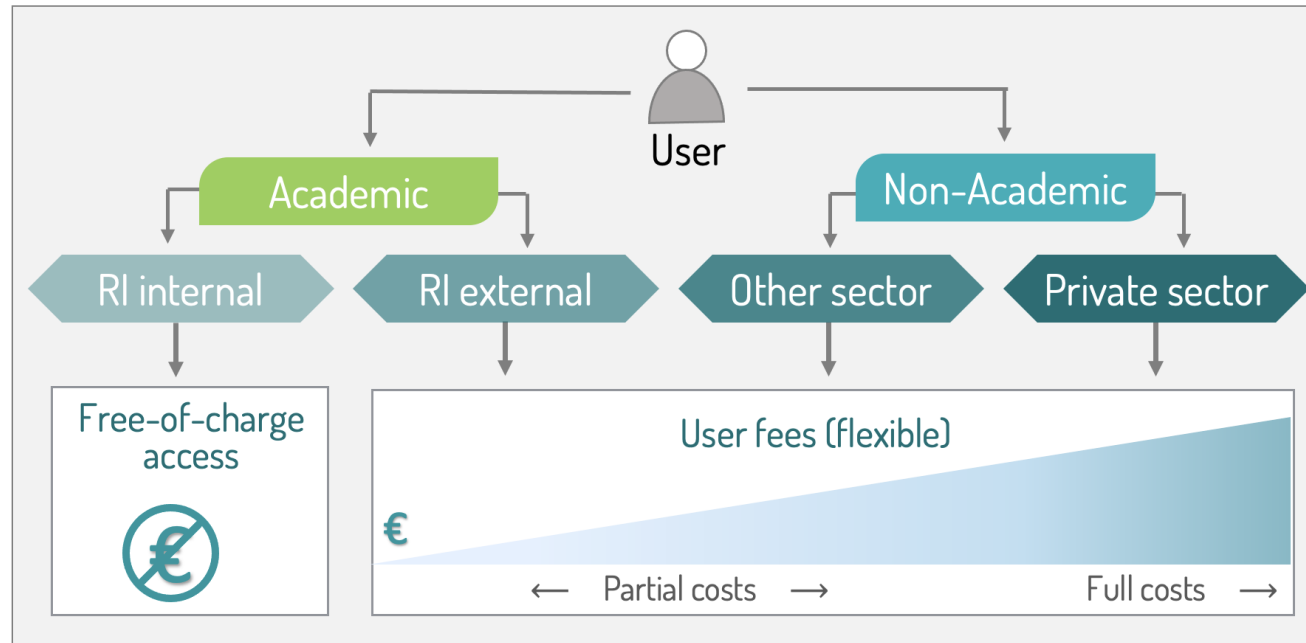 User
Academic
Non-Academic
RI internal
RI external
Other sector
Private sector
Free-of-charge
access
€
User fees (flexible)
€
← Partial costs →
Full costs →